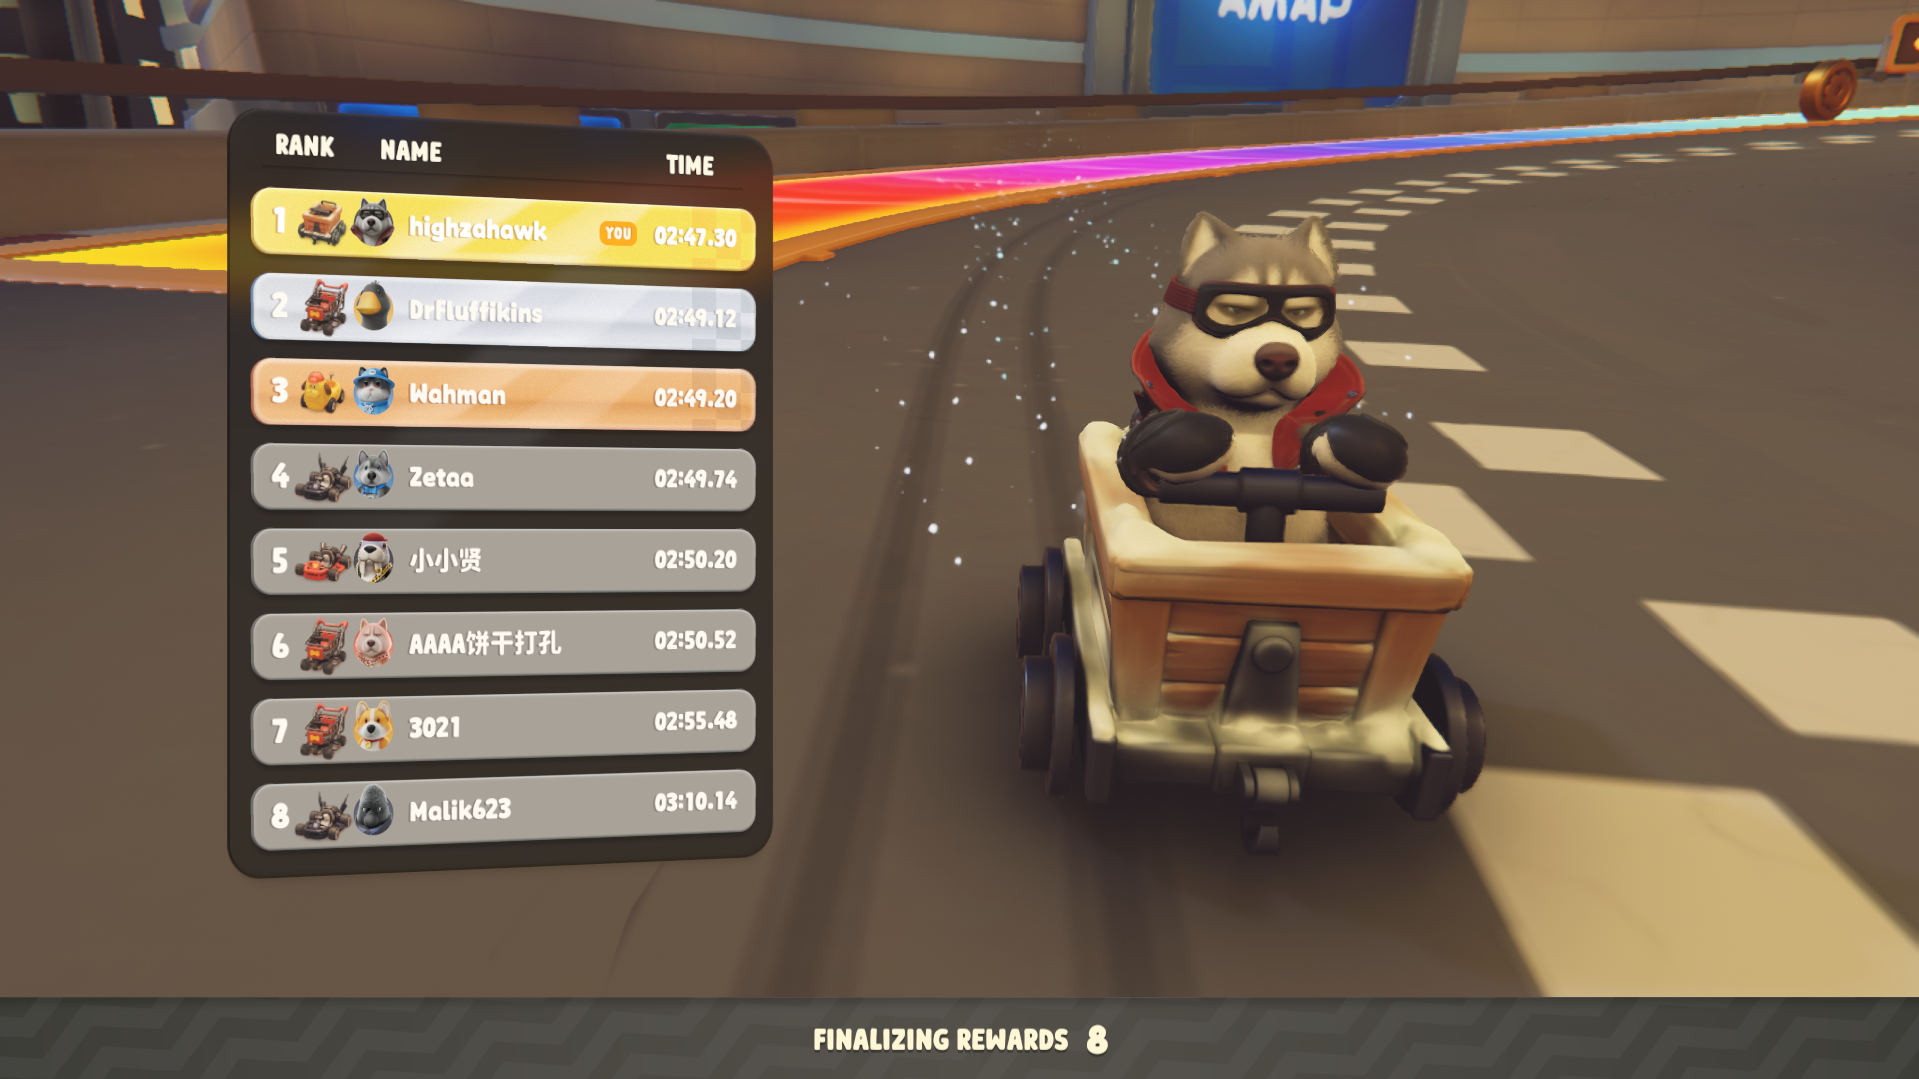 AMAP
RANK NAME TIME
1 highzahawk YOU 02:47.30
2 DrFluffikins 02:49.12
3 Wahman 02:49.20
4 Zetaa 02:49.74
5 小小贤 02:50.20
6 AAAA饼干打孔 02:50.52
7 3021 02:55.48
8 Malik623 03:10.14
FINALIZING REWARDS 8